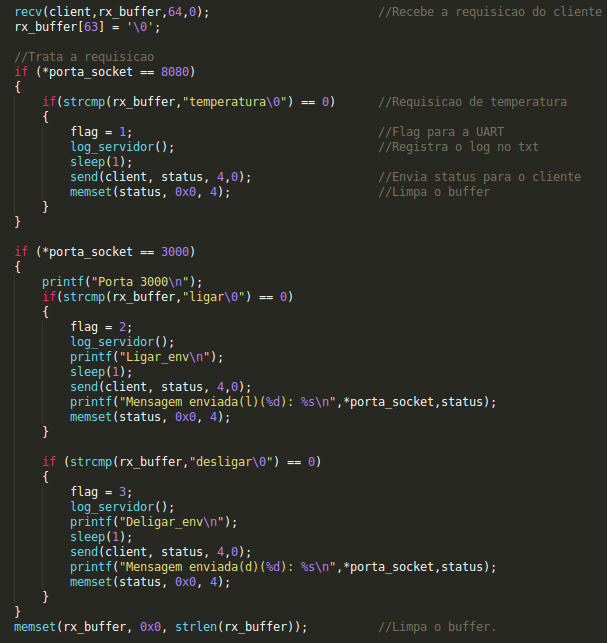 recv(client,rx_buffer,64,0); //Recebe a requisicao do cliente
rx_buffer[63] = '\0';
//Trata a requisicao
if (*porta_socket == 8080)
{
if(strcmp(rx_buffer,"temperatura\0") == 0) //Requisicao de temperatura
{
flag = 1; //Flag para a UART
log_servidor(); //Registra o log no txt
sleep(1);
send(client, status, 4,0); //Envia status para o cliente
memset(status, 0x0, 4); //Limpa o buffer
}
}
if (*porta_socket == 3000)
{
printf("Porta 3000\n");
if(strcmp(rx_buffer,"ligar\0") == 0)
{
flag = 2;
log_servidor();
printf("Ligar_env\n");
sleep(1);
send(client, status, 4,0);
printf("Mensagem enviada(l)(%d): %s\n",*porta_socket,status);
memset(status, 0x0, 4);
}
if (strcmp(rx_buffer,"desligar\0") == 0)
{
flag = 3;
log_servidor();
printf("Deligar_env\n");
sleep(1);
send(client, status, 4,0);
printf("Mensagem enviada(d)(%d): %s\n",*porta_socket,status);
memset(status, 0x0, 4);
}
}
memset(rx_buffer, 0x0, strlen(rx_buffer)); //Limpa o buffer.